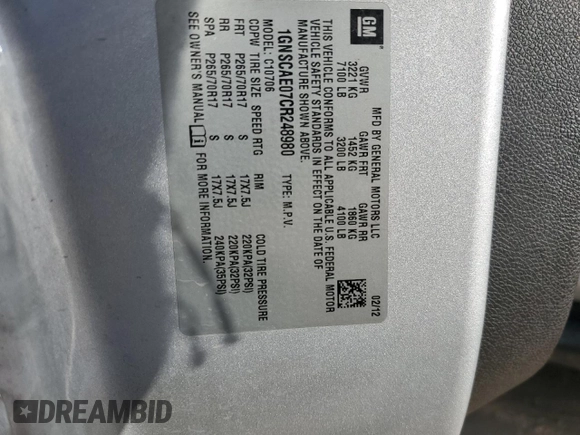 GM
MFD BY GENERAL MOTORS LLC
02/12
GVWR GAWR FRT GAWR RR
3221 KG 1452 KG 1860 KG
7100 LB 3200 LB 4100 LB
THIS VEHICLE CONFORMS TO ALL APPLICABLE U.S. FEDERAL MOTOR
VEHICLE SAFETY STANDARDS IN EFFECT ON THE DATE OF
MANUFACTURE SHOWN ABOVE.
1GNSCAE07CR248980 TYPE: M.P.V.
MODEL: C10706
CDPW TIRE SIZE SPEED RTG RIM COLD TIRE PRESSURE
FRT P265/70R17 S 17X7.5J 220KPA(32PSI)
RR P265/70R17 S 17X7.5J 220KPA(32PSI)
SPA P265/70R17 S 17X7.5J 240KPA(35PSI)
SEE OWNER'S MANUAL FOR MORE INFORMATION.
DREAMBID